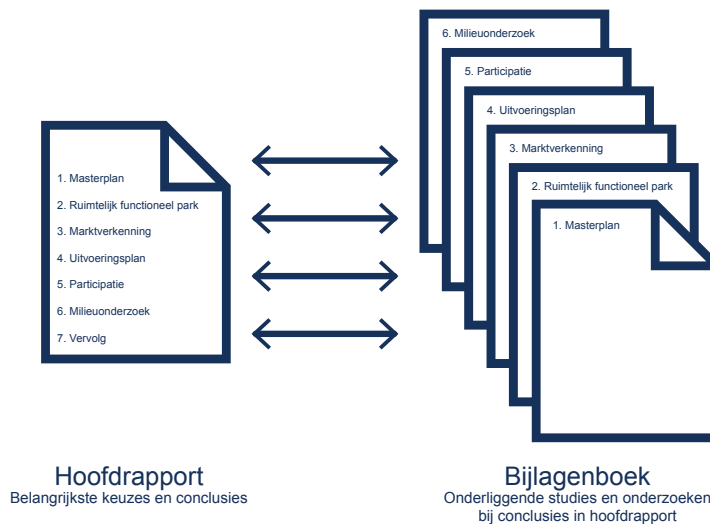 1. Masterplan
2. Ruimtelijk functioneel park
3. Marktverkenning
4. Uitvoeringsplan
5. Participatie
6. Milieuonderzoek
7. Vervolg
Hoofdrapport
Belangrijkste keuzes en conclusies
6. Milieuonderzoek
5. Participatie
4. Uitvoeringsplan
3. Marktverkenning
2. Ruimtelijk functioneel park
1. Masterplan
Bijlagenboek
Onderliggende studies en onderzoeken
bij conclusies in hoofdrapport